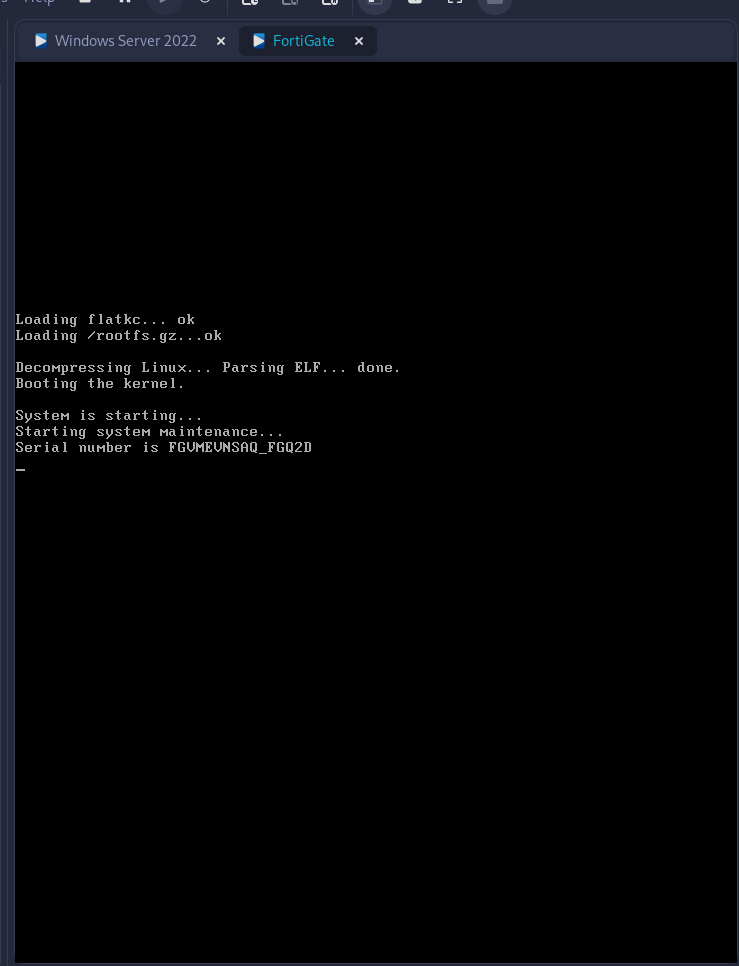 Help
Windows Server 2022
FortiGate
Loading flatkc... ok
Loading /rootfs.gz...ok
Decompressing Linux... Parsing ELF... done.
Booting the kernel.
System is starting...
Starting system maintenance...
Serial number is FGVMEVNSAQ_FGQ2D